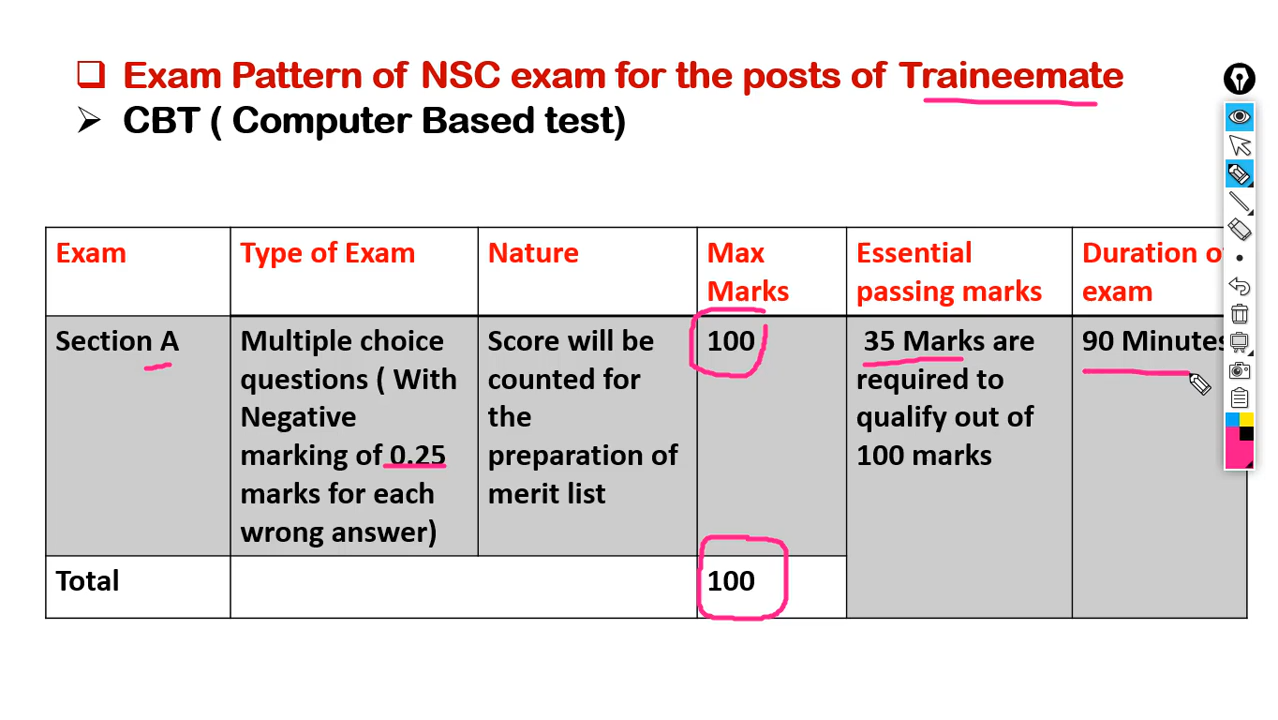 Exam Pattern of NSC exam for the posts of Traineemate
CBT ( Computer Based test)
Exam
Type of Exam
Nature
Max
Marks
Essential
passing marks
Duration of
exam
Section A
Multiple choice
questions ( With
Negative
marking of 0.25
marks for each
wrong answer)
Score will be
counted for
the
preparation of
merit list
100
35 Marks are
required to
qualify out of
100 marks
90 Minutes
Total
100